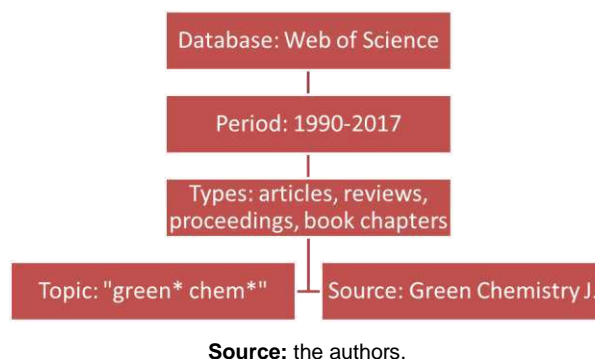 Database: Web of Science
Period: 1990-2017
Types: articles, reviews,
proceedings, book chapters
Topic: "green* chem*"
Source: Green Chemistry J.
Source: the authors.